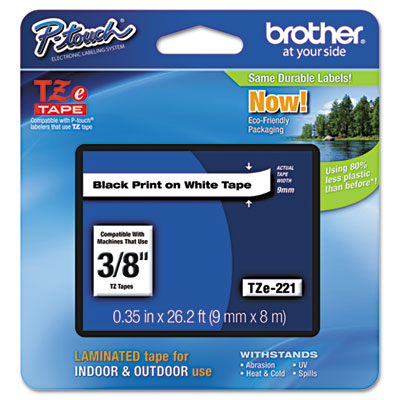 P-touch
ELECTRONIC LABELING SYSTEM
brother
at your side
TZe
TAPE
Compatible with P-touch®
labelers that use TZ tape
Same Durable Labels!
Now!
Eco-Friendly
Packaging
Using 80%
less plastic
than before*!
Black Print on White Tape
ACTUAL
TAPE
WIDTH
9mm
Compatible With
Machines That Use
3/8"
TZ Tapes
TZe-221
0.35 in x 26.2 ft (9 mm x 8 m)
LAMINATED tape for
INDOOR & OUTDOOR use
WITHSTANDS
• Abrasion • UV
• Heat & Cold • Spills